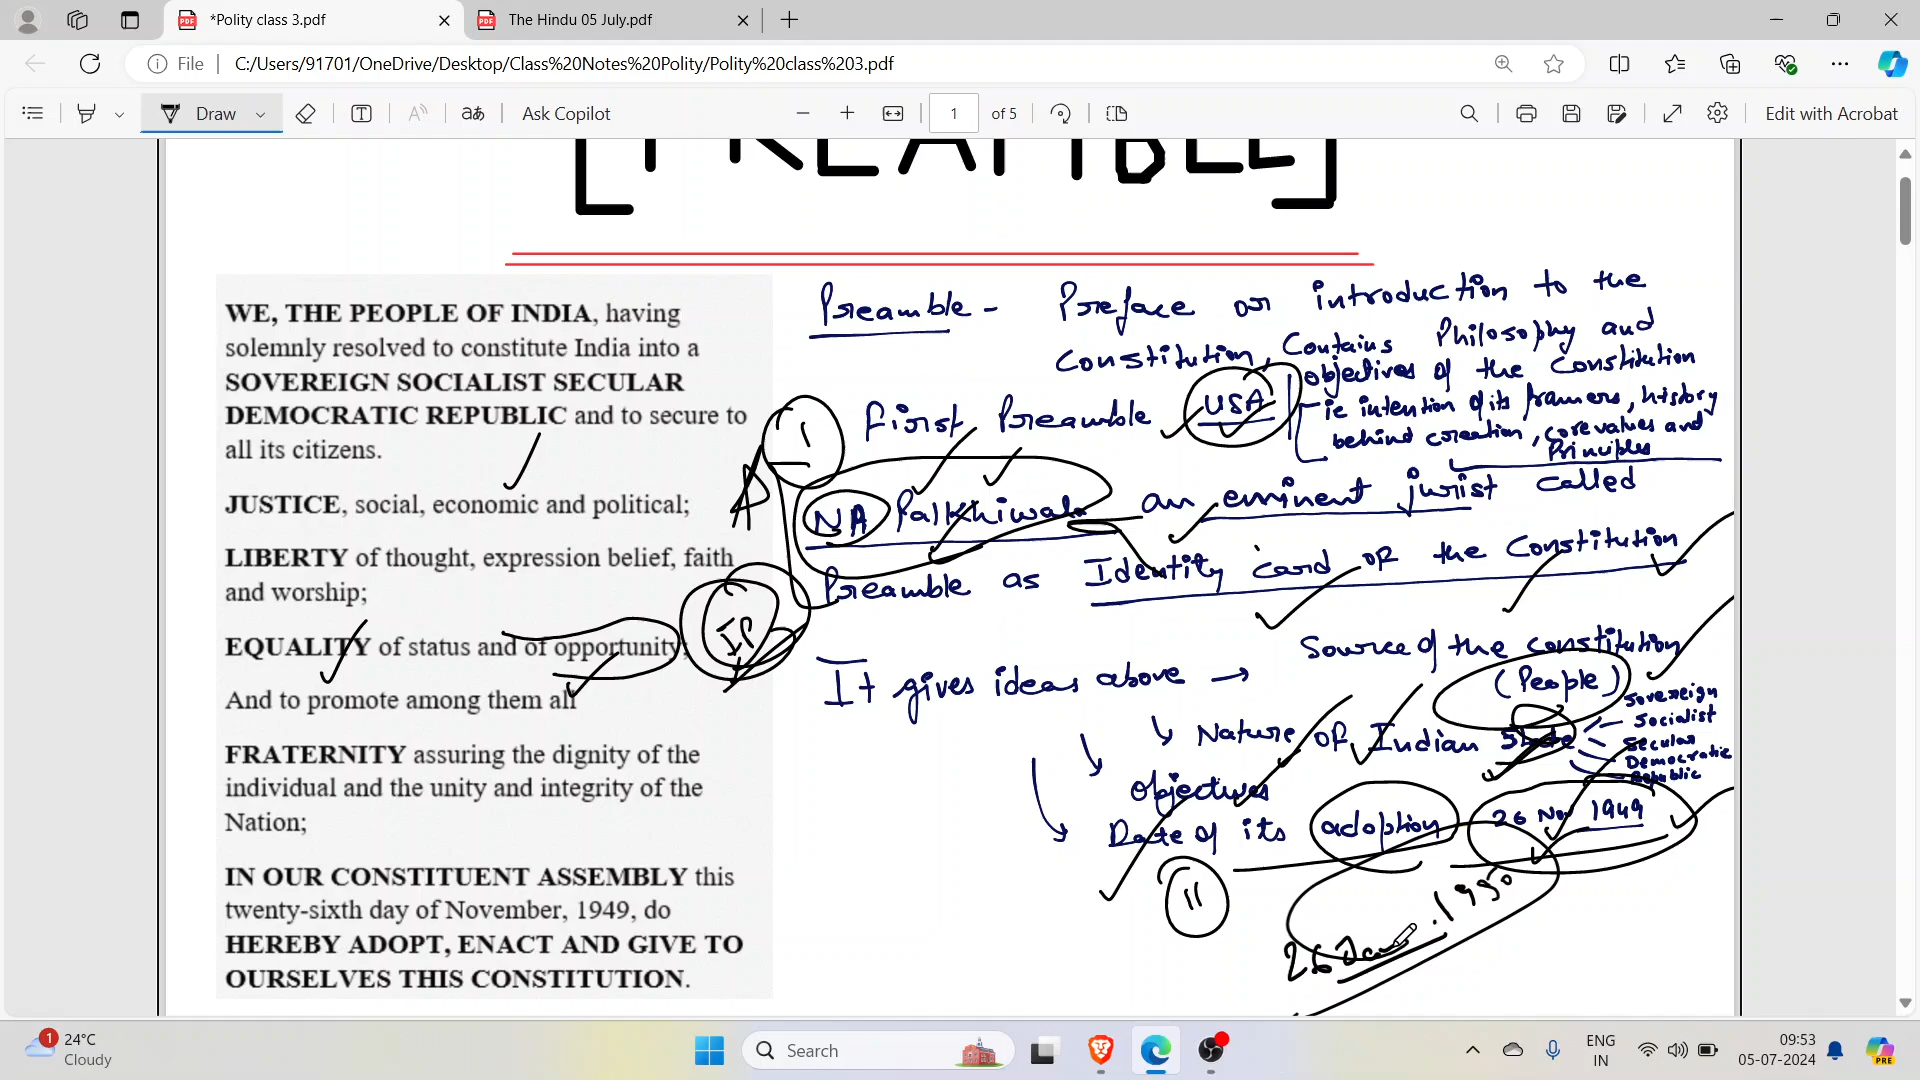 *Polity class 3.pdf
The Hindu 05 July.pdf
File
C:/Users/91701/OneDrive/Desktop/Class%20Notes%20Polity/Polity%20class%203.pdf
Draw
aあ
Ask Copilot
1 of 5
Edit with Acrobat
[PREAMBLE]
WE, THE PEOPLE OF INDIA, having
solemnly resolved to constitute India into a
SOVEREIGN SOCIALIST SECULAR
DEMOCRATIC REPUBLIC and to secure to
all its citizens.
JUSTICE, social, economic and political;
LIBERTY of thought, expression belief, faith
and worship;
EQUALITY of status and of opportunity;
And to promote among them all
FRATERNITY assuring the dignity of the
individual and the unity and integrity of the
Nation;
IN OUR CONSTITUENT ASSEMBLY this
twenty-sixth day of November, 1949, do
HEREBY ADOPT, ENACT AND GIVE TO
OURSELVES THIS CONSTITUTION.
Preamble - Preface or introduction to the
Constitution, Contains Philosophy and
objectives of the Constitution
ie intention of its framers, history
behind creation, core values and
Principles
I
First Preamble USA
NA Palkhiwala an eminent jurist called
Preamble as Identity card of the Constitution
It gives ideas above → Source of the constitution
(People)
Nature of Indian State
Sovereign
Socialist
Secular
Democratic
Republic
objectives
Date of its adoption 26 Nov 1949
II
26 Jan. 1950
1
24°C
Cloudy
Search
ENG
IN
09:53
05-07-2024
PRE